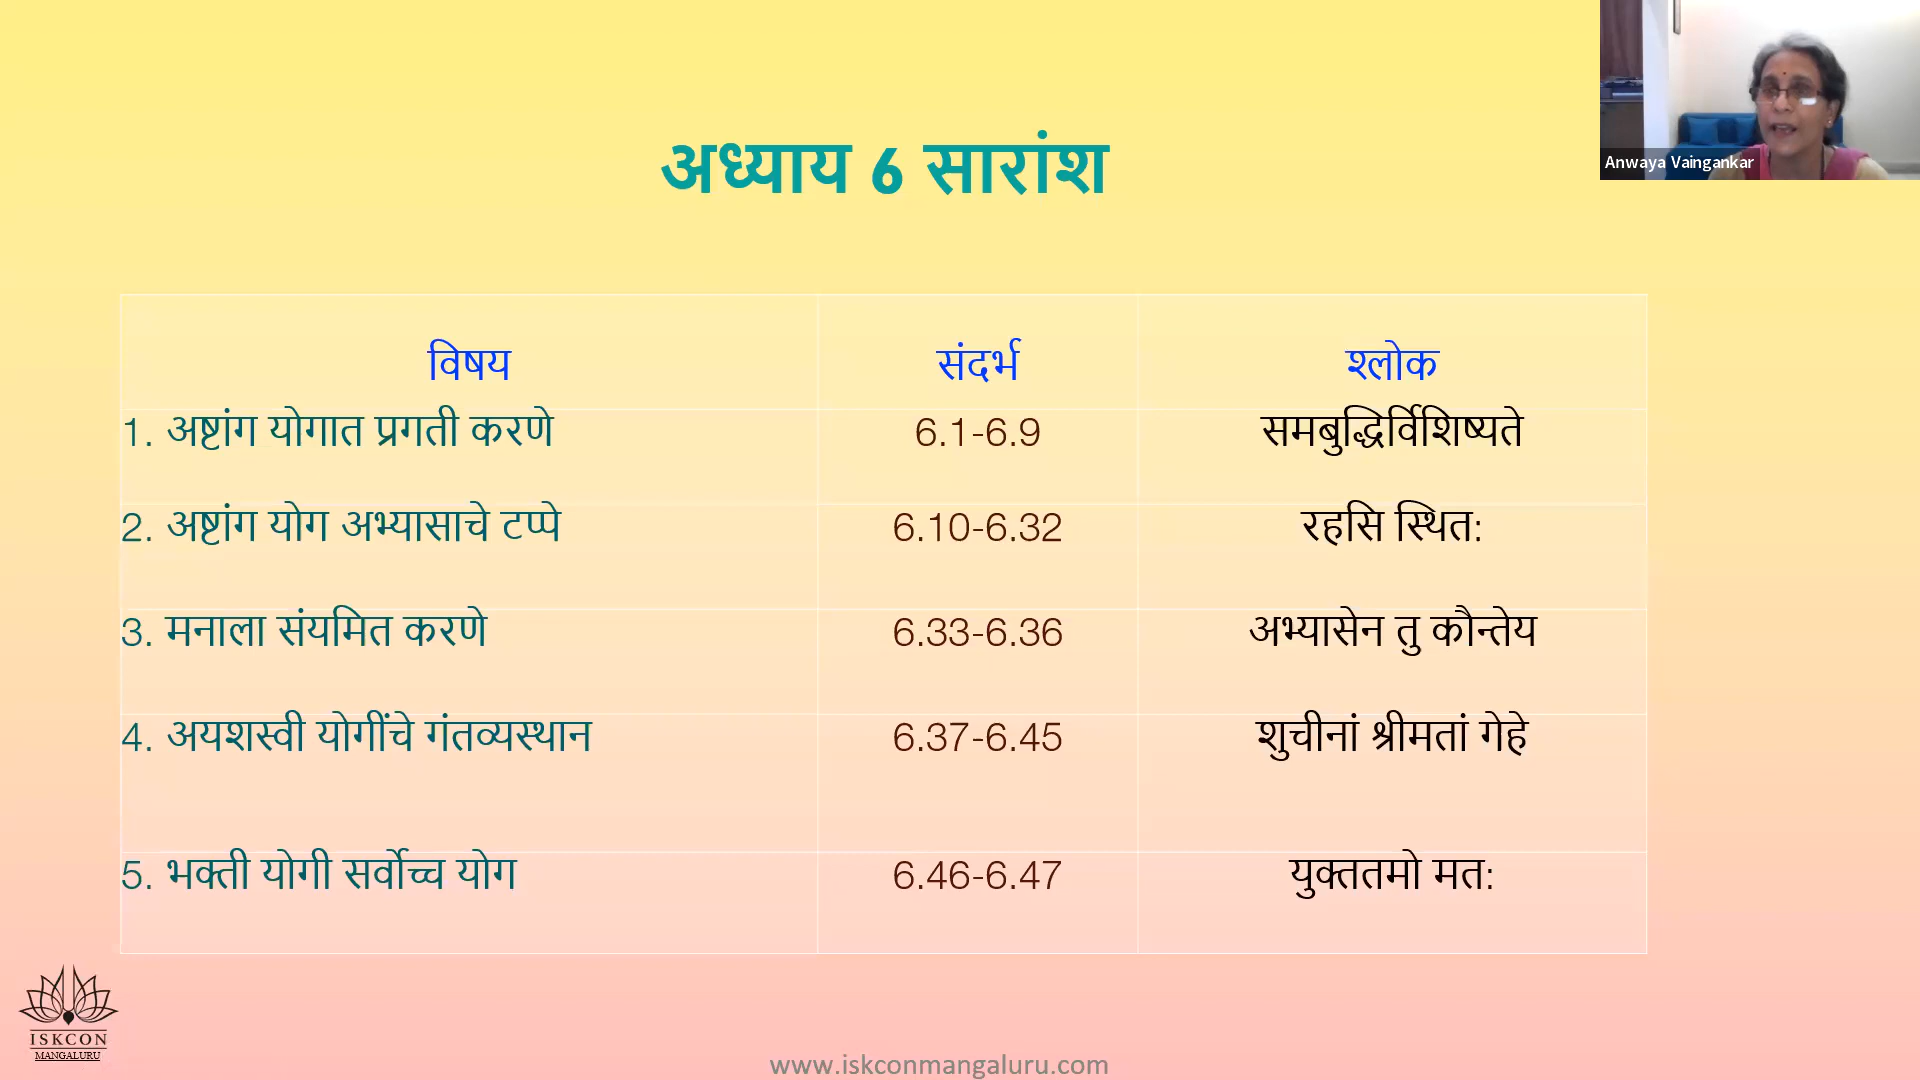 अध्याय 6 सारांश
Anwaya Vaingankar
विषय संदर्भ श्लोक
1. अष्टांग योगात प्रगती करणे 6.1-6.9 समबुद्धिर्विशिष्यते
2. अष्टांग योग अभ्यासाचे टप्पे 6.10-6.32 रहसि स्थित:
3. मनाला संयमित करणे 6.33-6.36 अभ्यासेन तु कौन्तेय
4. अयशस्वी योगींचे गंतव्यस्थान 6.37-6.45 शुचीनां श्रीमतां गेहे
5. भक्ती योगी सर्वोच्च योग 6.46-6.47 युक्ततमो मत:
ISKCON
MANGALURU
www.iskconmangaluru.com